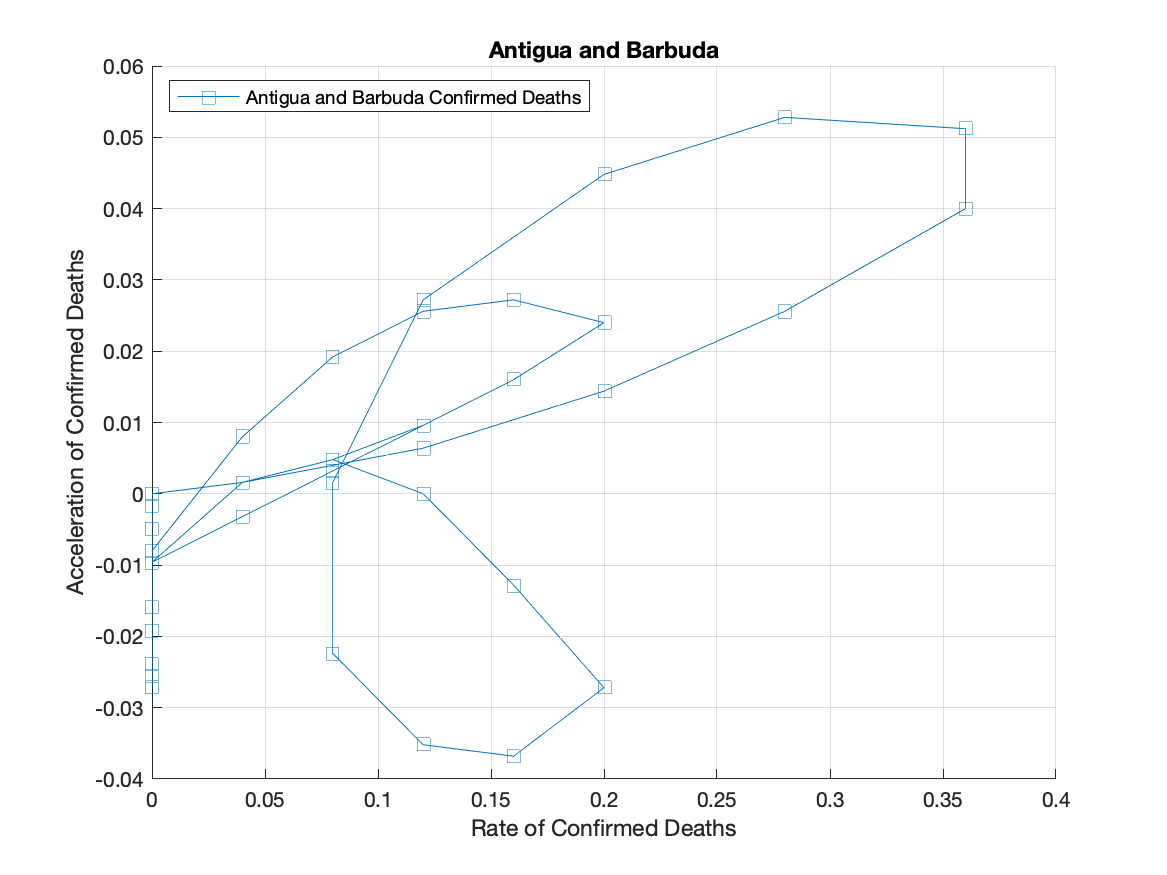 Antigua and Barbuda
Antigua and Barbuda Confirmed Deaths
Acceleration of Confirmed Deaths
0.06
0.05
0.04
0.03
0.02
0.01
0
-0.01
-0.02
-0.03
-0.04
0 0.05 0.1 0.15 0.2 0.25 0.3 0.35 0.4
Rate of Confirmed Deaths